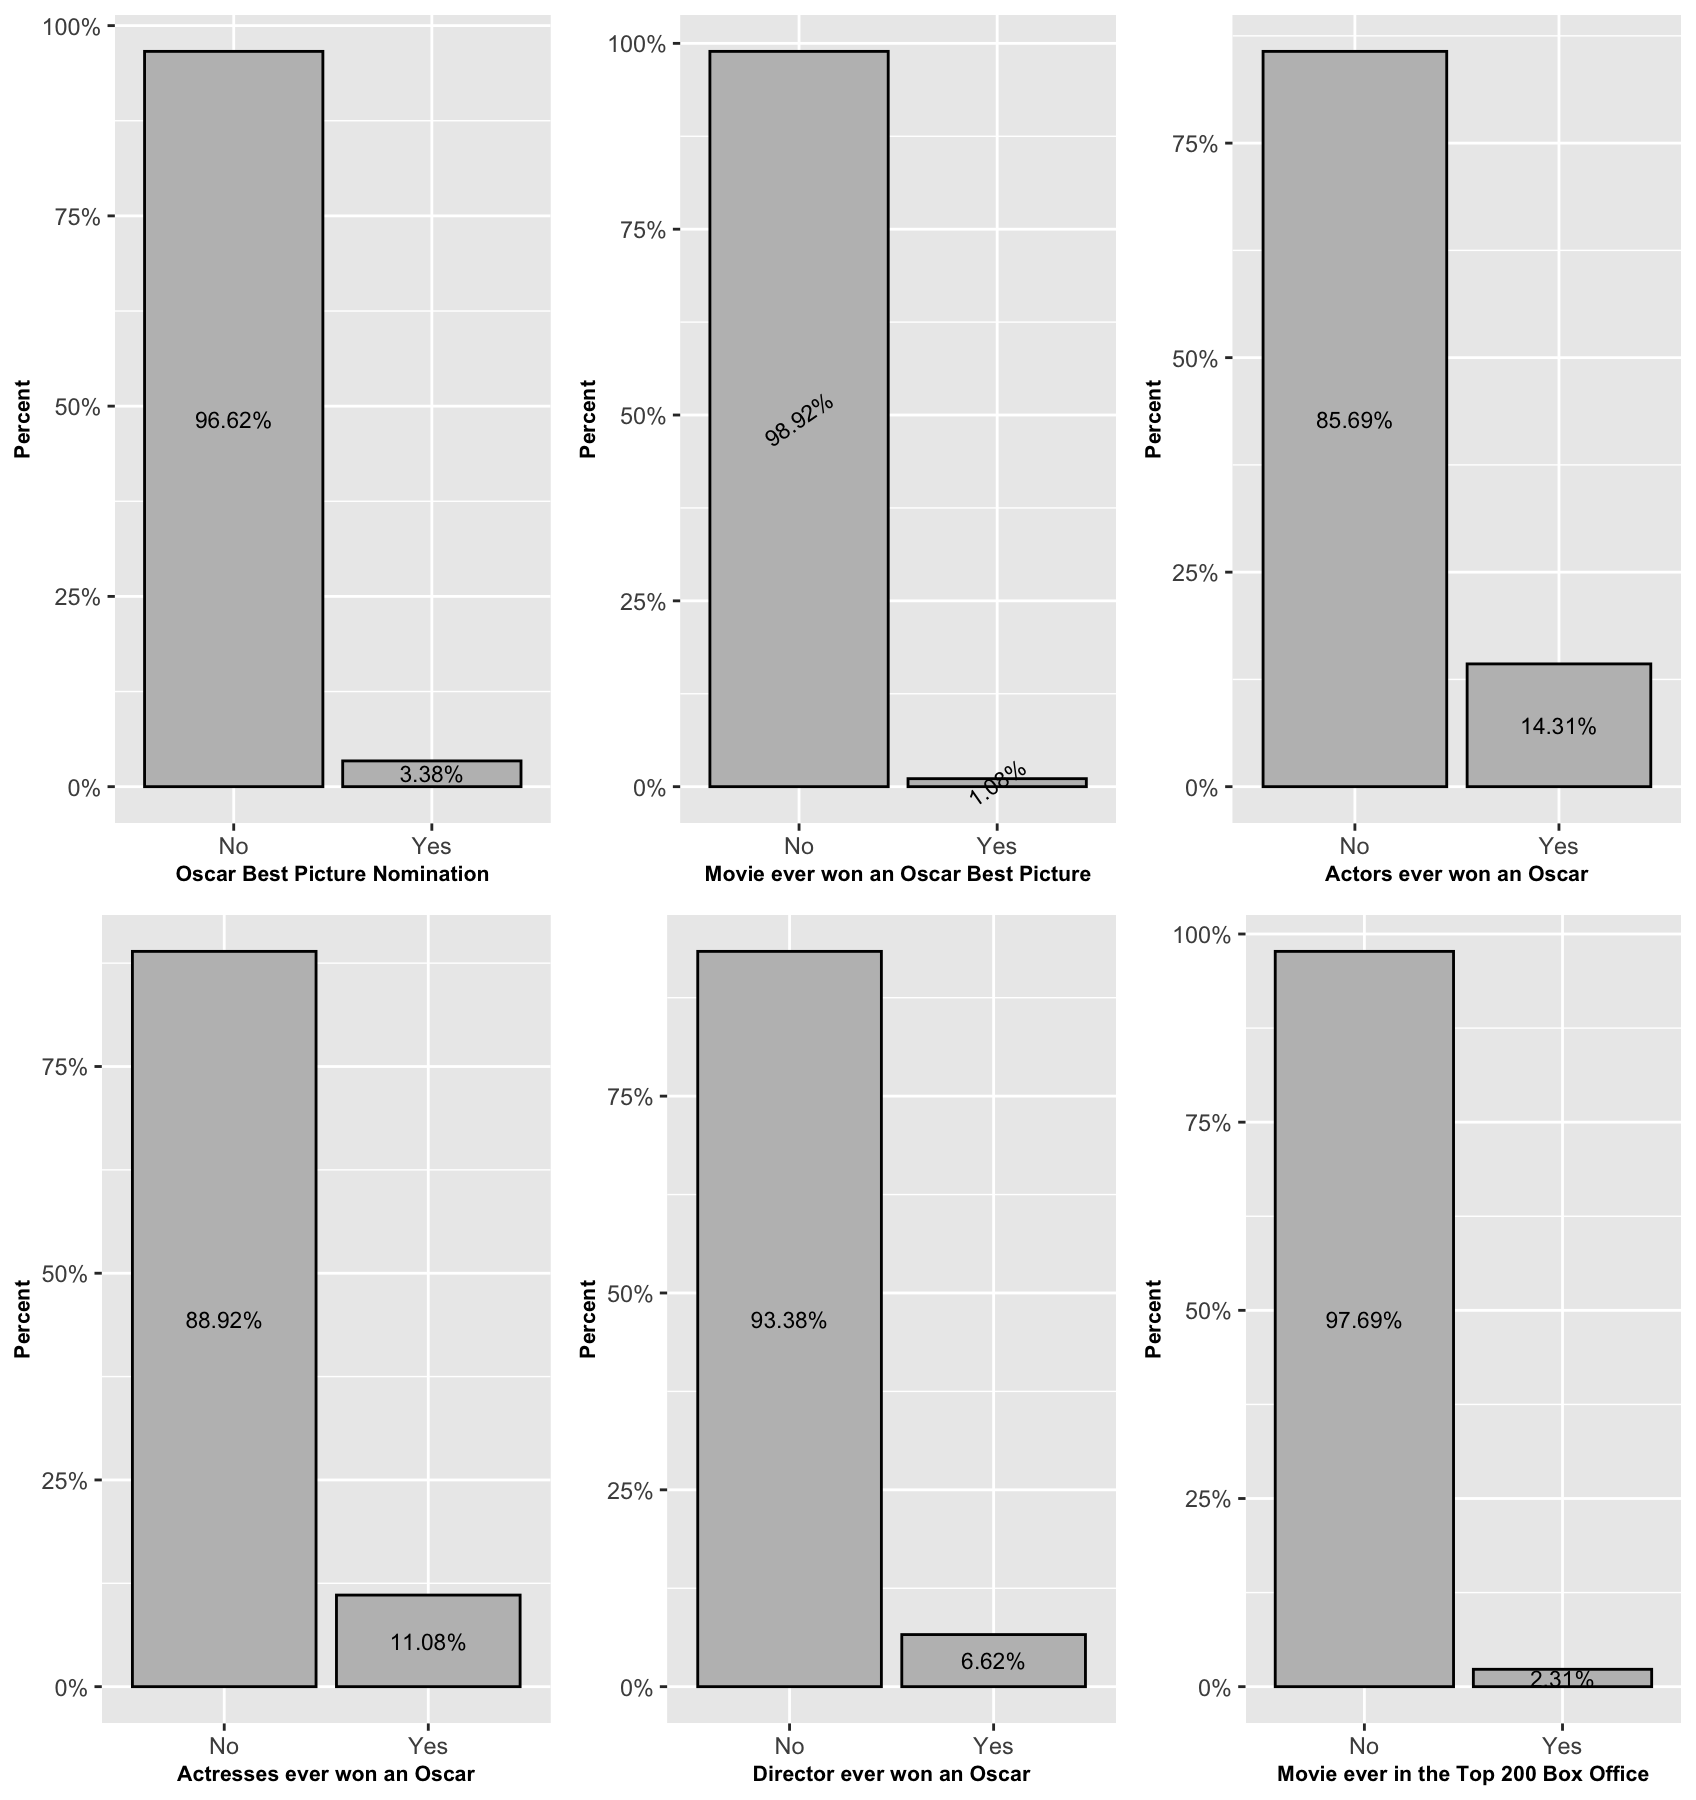 100%
75%
50%
25%
0%
Percent
96.62%
3.38%
No Yes
Oscar Best Picture Nomination
100%
75%
50%
25%
0%
Percent
98.92%
1.08%
No Yes
Movie ever won an Oscar Best Picture
75%
50%
25%
0%
Percent
85.69%
14.31%
No Yes
Actors ever won an Oscar
75%
50%
25%
0%
Percent
88.92%
11.08%
No Yes
Actresses ever won an Oscar
75%
50%
25%
0%
Percent
93.38%
6.62%
No Yes
Director ever won an Oscar
100%
75%
50%
25%
0%
Percent
97.69%
2.31%
No Yes
Movie ever in the Top 200 Box Office